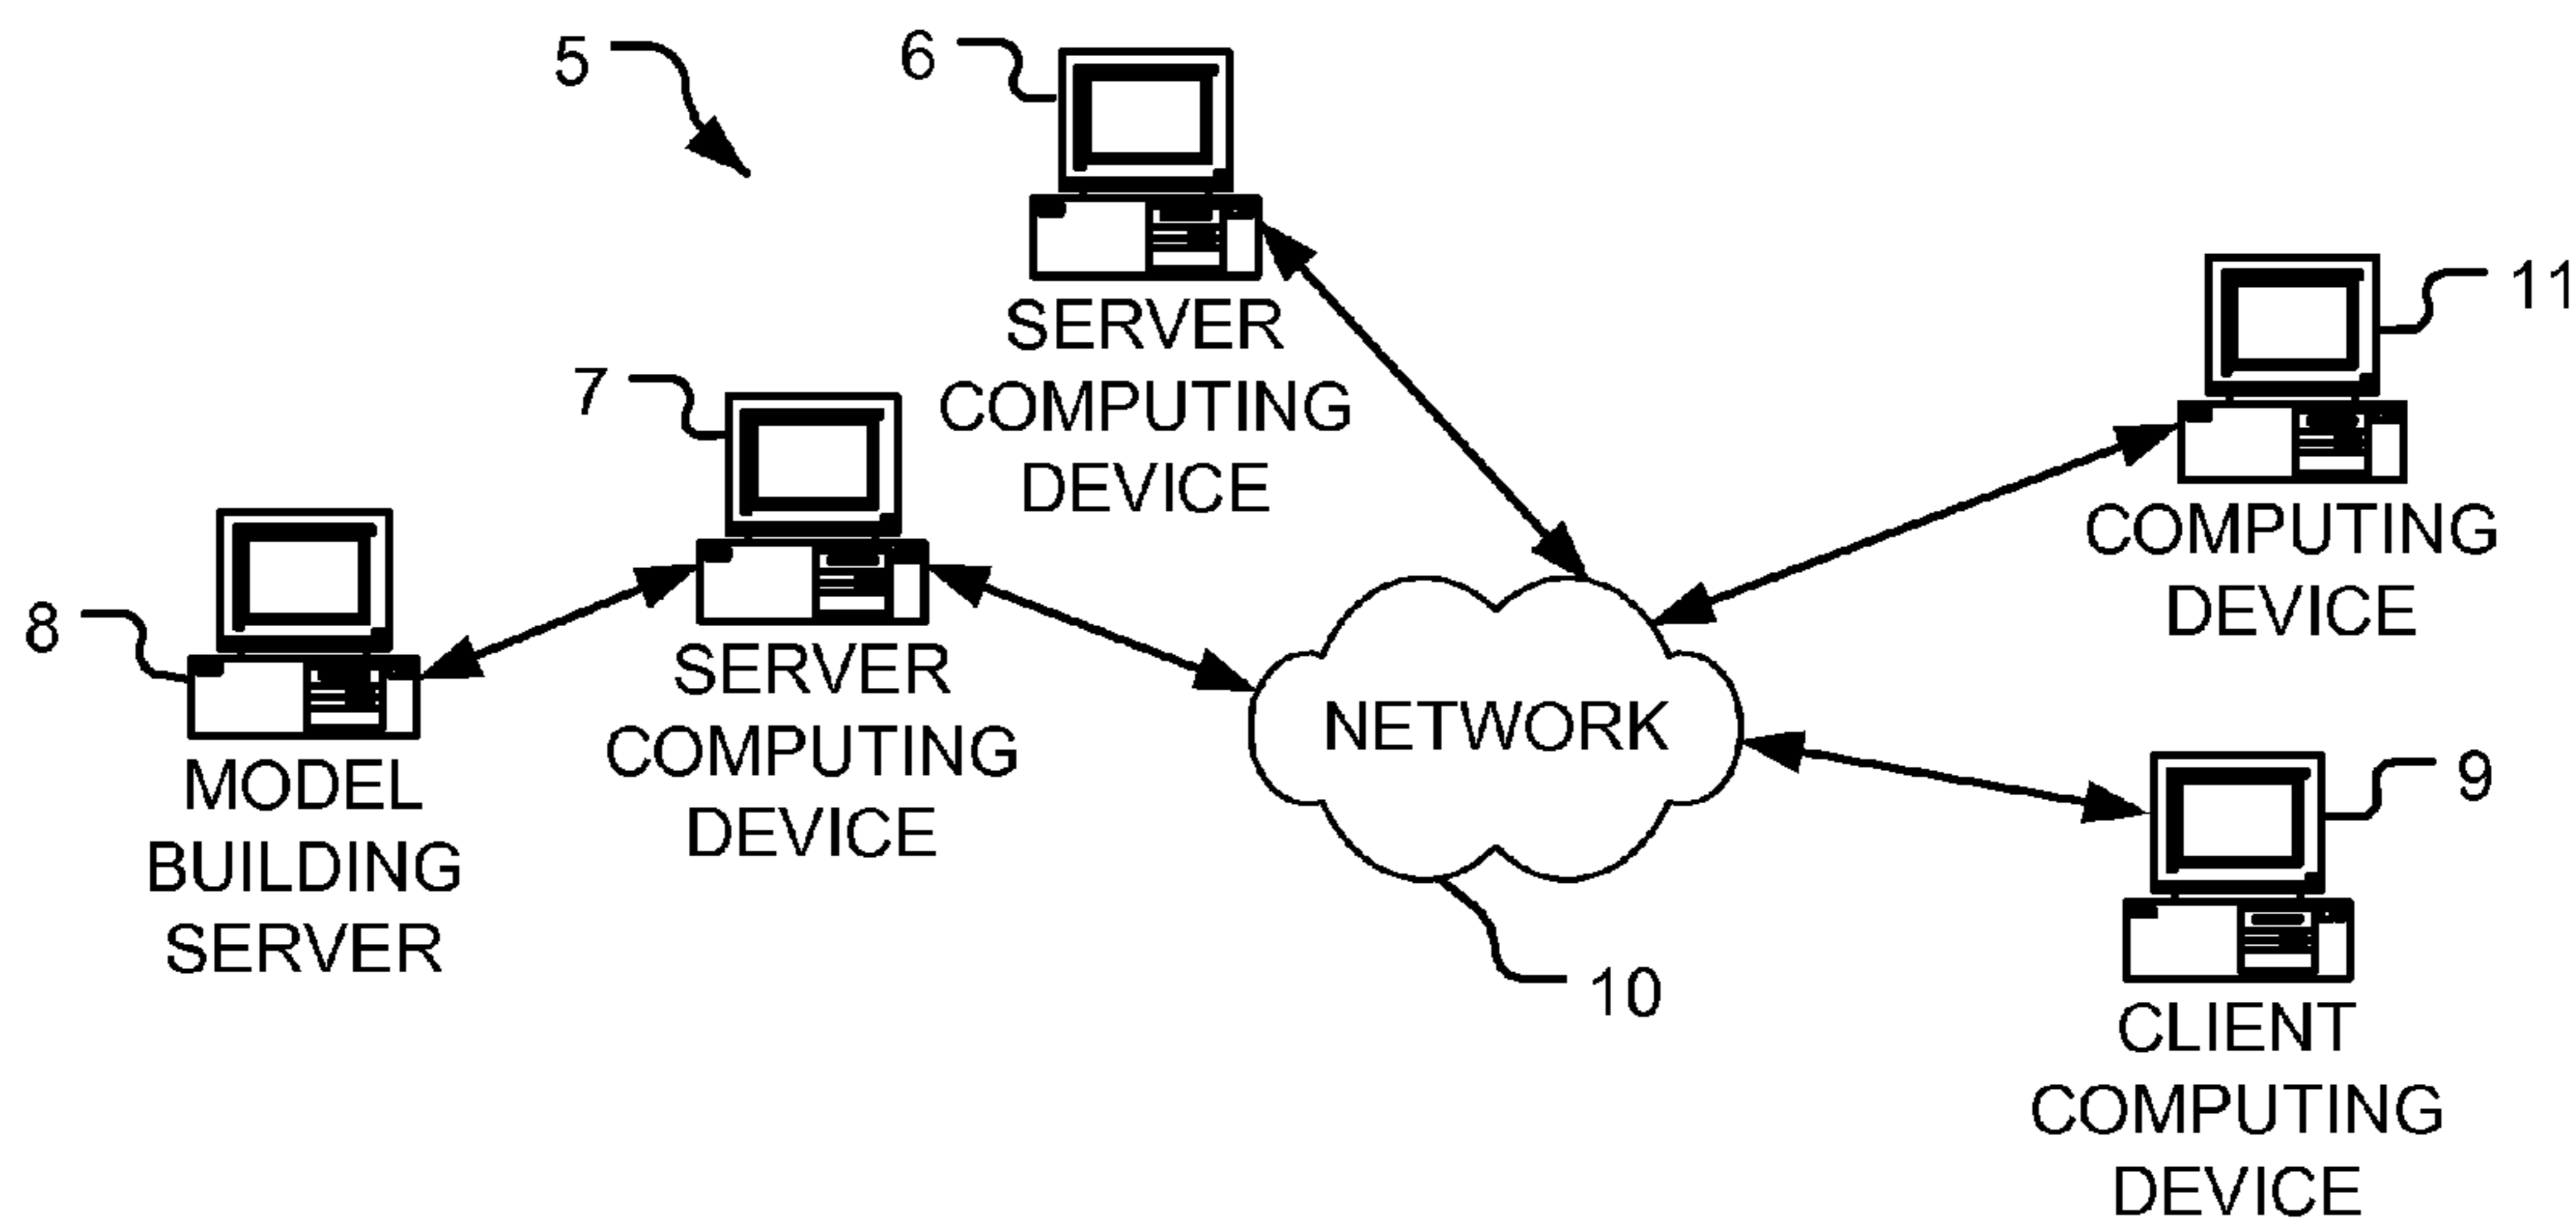 5
6
SERVER
COMPUTING
DEVICE
11
COMPUTING
DEVICE
7
SERVER
COMPUTING
DEVICE
8
MODEL
BUILDING
SERVER
NETWORK
10
9
CLIENT
COMPUTING
DEVICE